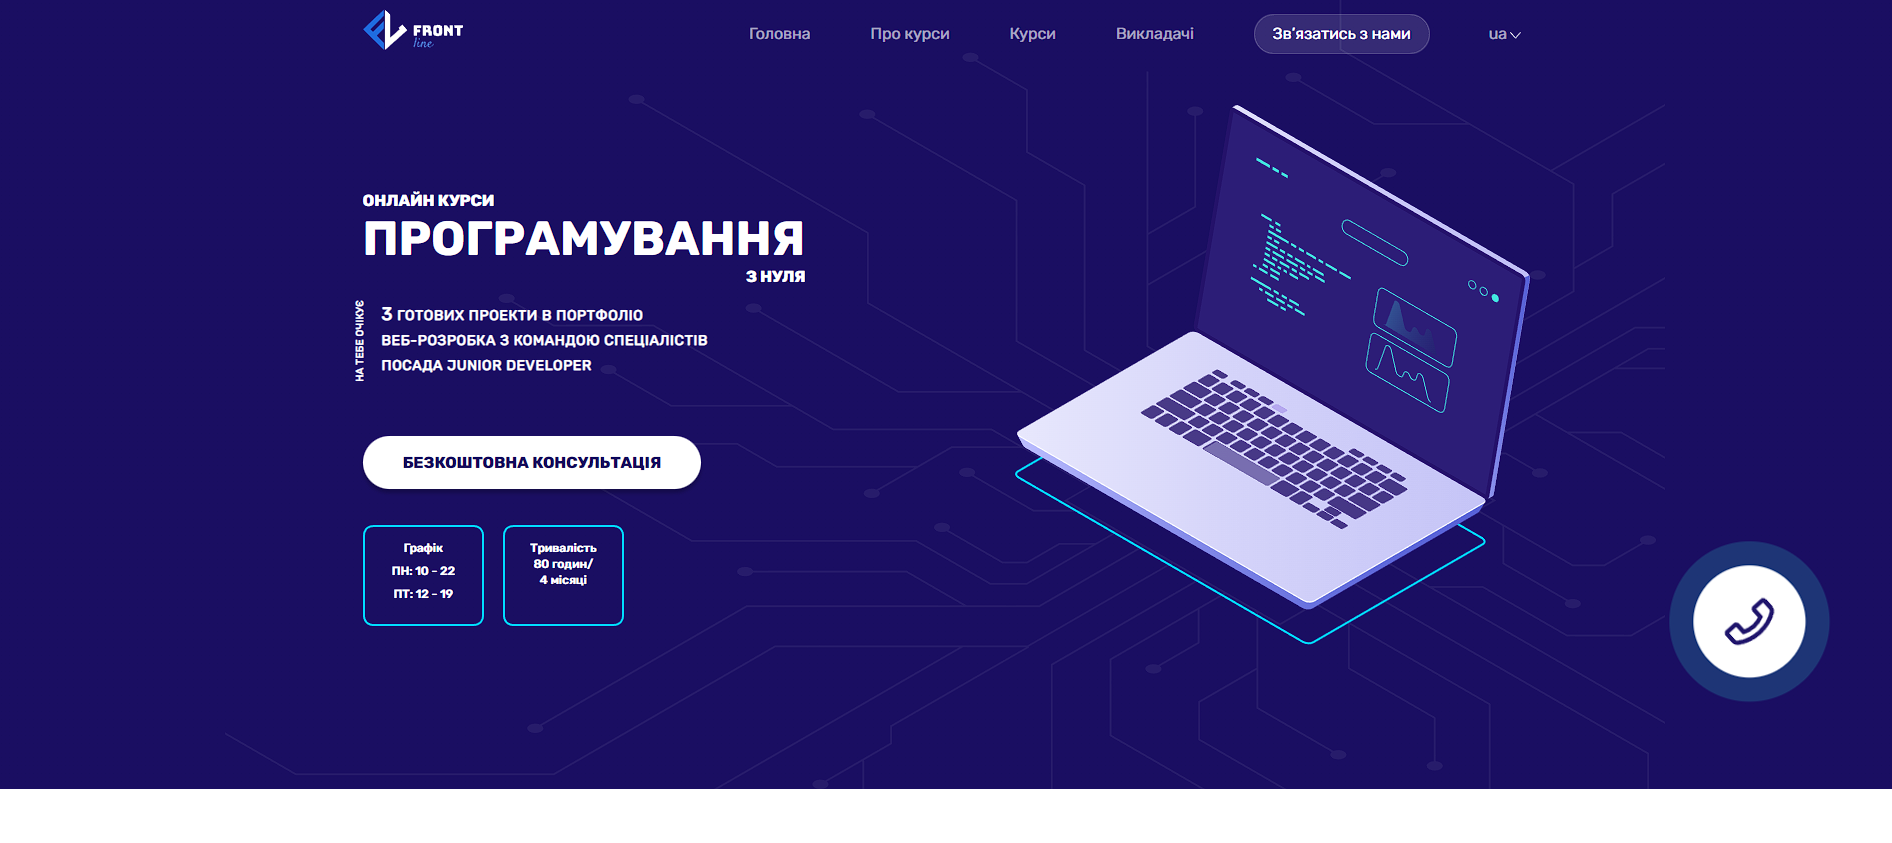 FRONT
line
Головна
Про курси
Курси
Викладачі
Зв'язатись з нами
ua
ОНЛАЙН КУРСИ
ПРОГРАМУВАННЯ
З НУЛЯ
НА ТЕБЕ ОЧІКУЄ
3 ГОТОВИХ ПРОЕКТИ В ПОРТФОЛІО
ВЕБ-РОЗРОБКА З КОМАНДОЮ СПЕЦІАЛІСТІВ
ПОСАДА JUNIOR DEVELOPER
БЕЗКОШТОВНА КОНСУЛЬТАЦІЯ
Графік
ПН: 10 - 22
ПТ: 12 - 19
Тривалість
80 годин/
4 місяці